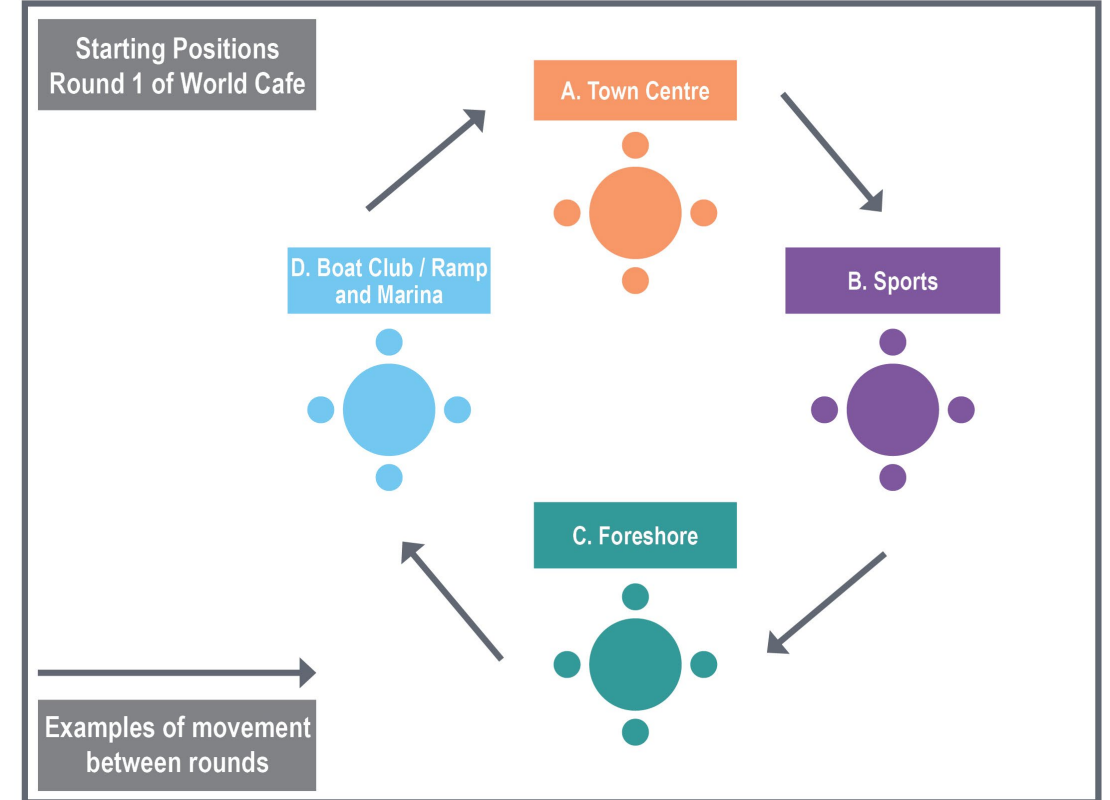 Starting Positions
Round 1 of World Cafe
A. Town Centre
D. Boat Club / Ramp
and Marina
B. Sports
C. Foreshore
Examples of movement
between rounds